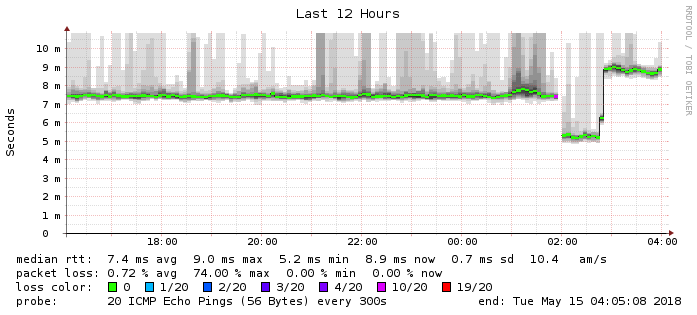 Last 12 Hours
RRDTOOL / TOBI OETIKER
Seconds
10 m
9 m
8 m
7 m
6 m
5 m
4 m
3 m
2 m
1 m
0
18:00 20:00 22:00 00:00 02:00 04:00
median rtt: 7.4 ms avg 9.0 ms max 5.2 ms min 8.9 ms now 0.7 ms sd 10.4 am/s
packet loss: 0.72 % avg 74.00 % max 0.00 % min 0.00 % now
loss color: 0 1/20 2/20 3/20 4/20 10/20 19/20
probe: 20 ICMP Echo Pings (56 Bytes) every 300s end: Tue May 15 04:05:08 2018